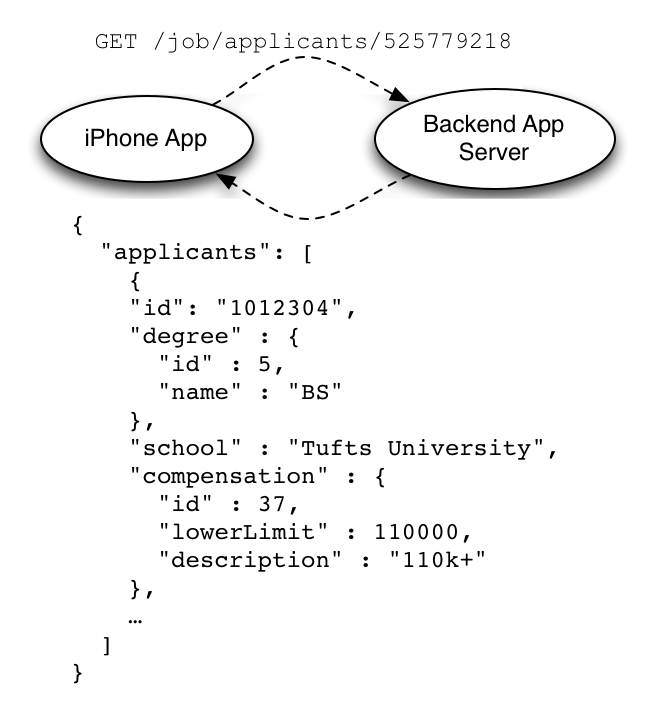 GET /job/applicants/525779218
iPhone App
Backend App
Server
{
"applicants": [
{
"id": "1012304",
"degree" : {
"id" : 5,
"name" : "BS"
},
"school" : "Tufts University",
"compensation" : {
"id" : 37,
"lowerLimit" : 110000,
"description" : "110k+"
},
…
]
}